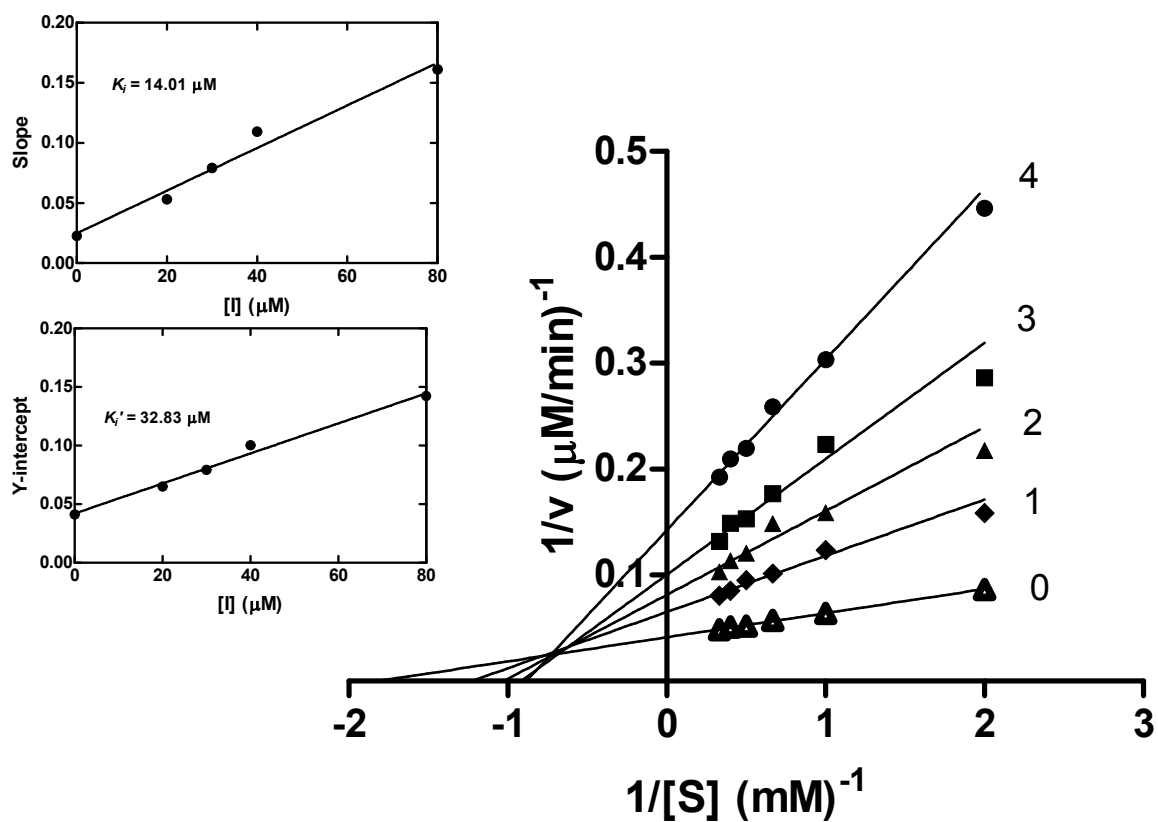 0.20
0.15
0.10
0.05
0.00
Slope
Ki = 14.01 µM
0 20 40 60 80
[I] (µM)
0.20
0.15
0.10
0.05
0.00
Y-intercept
Ki' = 32.83 µM
0 20 40 60 80
[I] (µM)
0.5
0.4
0.3
0.2
0.1
1/v (µM/min)-1
4
3
2
1
0
-2 -1 0 1 2 3
1/[S] (mM)-1